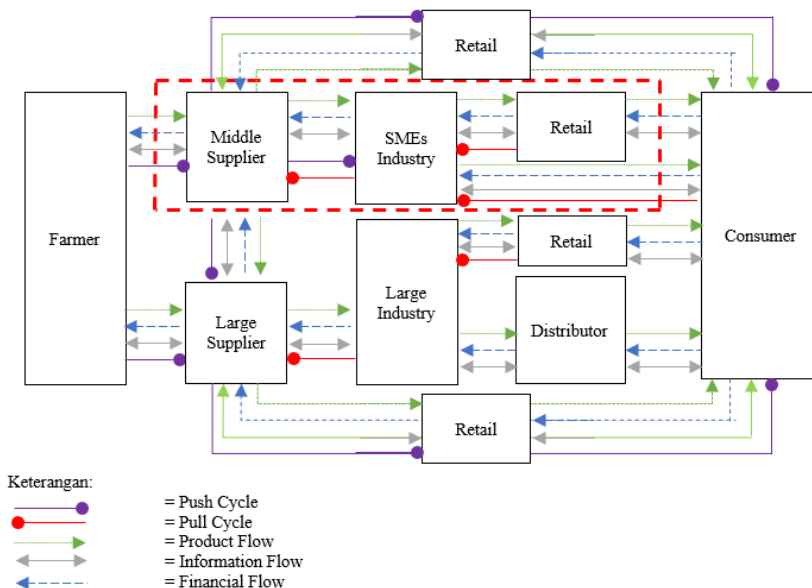 Retail
Middle
Supplier
SMEs
Industry
Retail
Farmer
Consumer
Retail
Large
Supplier
Large
Industry
Distributor
Retail
Keterangan:
= Push Cycle
= Pull Cycle
= Product Flow
= Information Flow
= Financial Flow